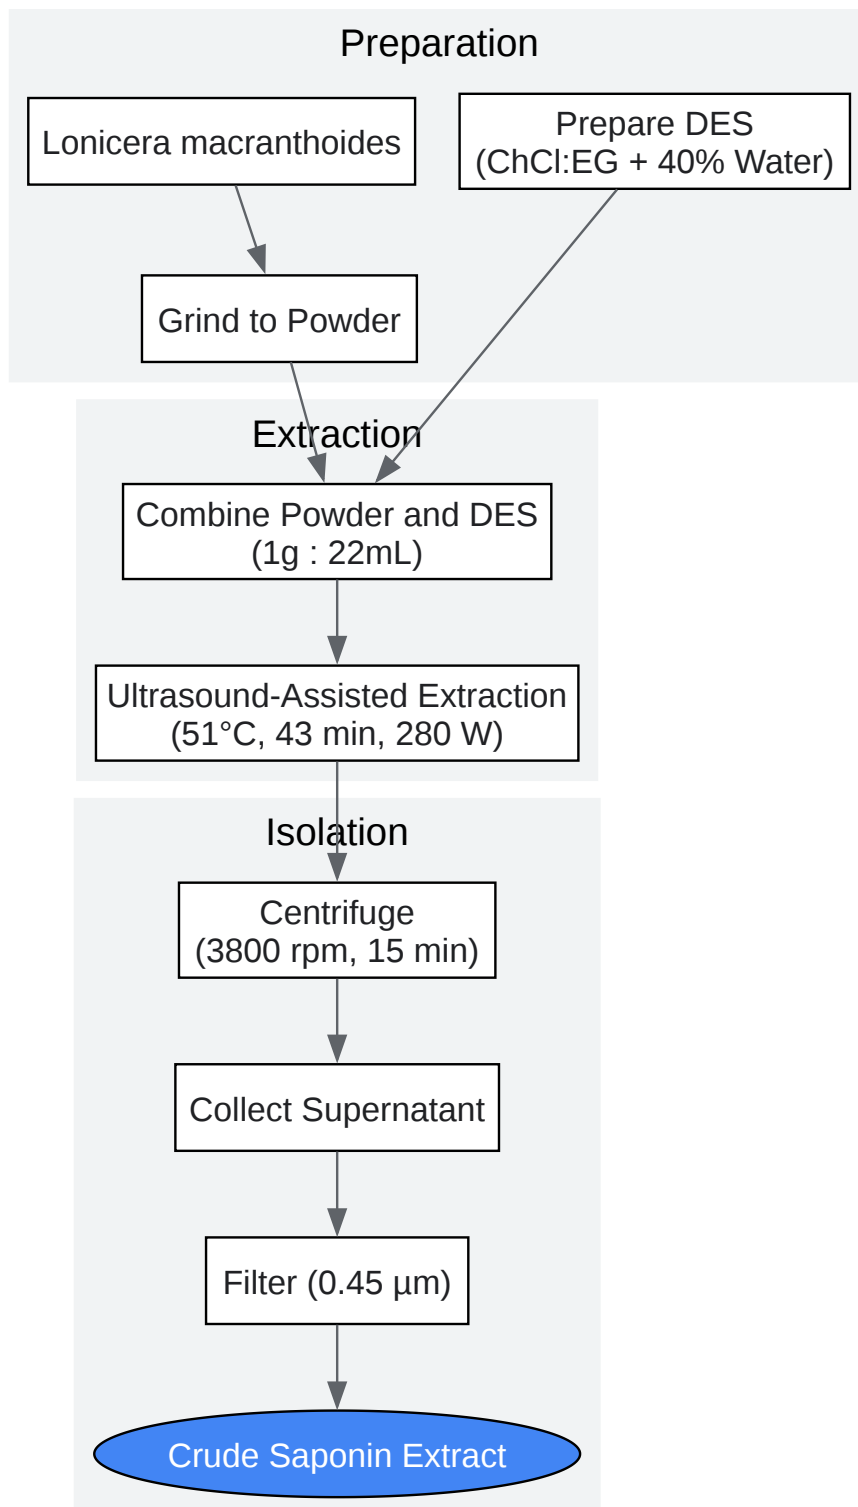 Preparation
Lonicera macranthoides
Prepare DES
(ChCl:EG + 40% Water)
Grind to Powder
Extraction
Combine Powder and DES
(1g : 22mL)
Ultrasound-Assisted Extraction
(51°C, 43 min, 280 W)
Isolation
Centrifuge
(3800 rpm, 15 min)
Collect Supernatant
Filter (0.45 µm)
Crude Saponin Extract